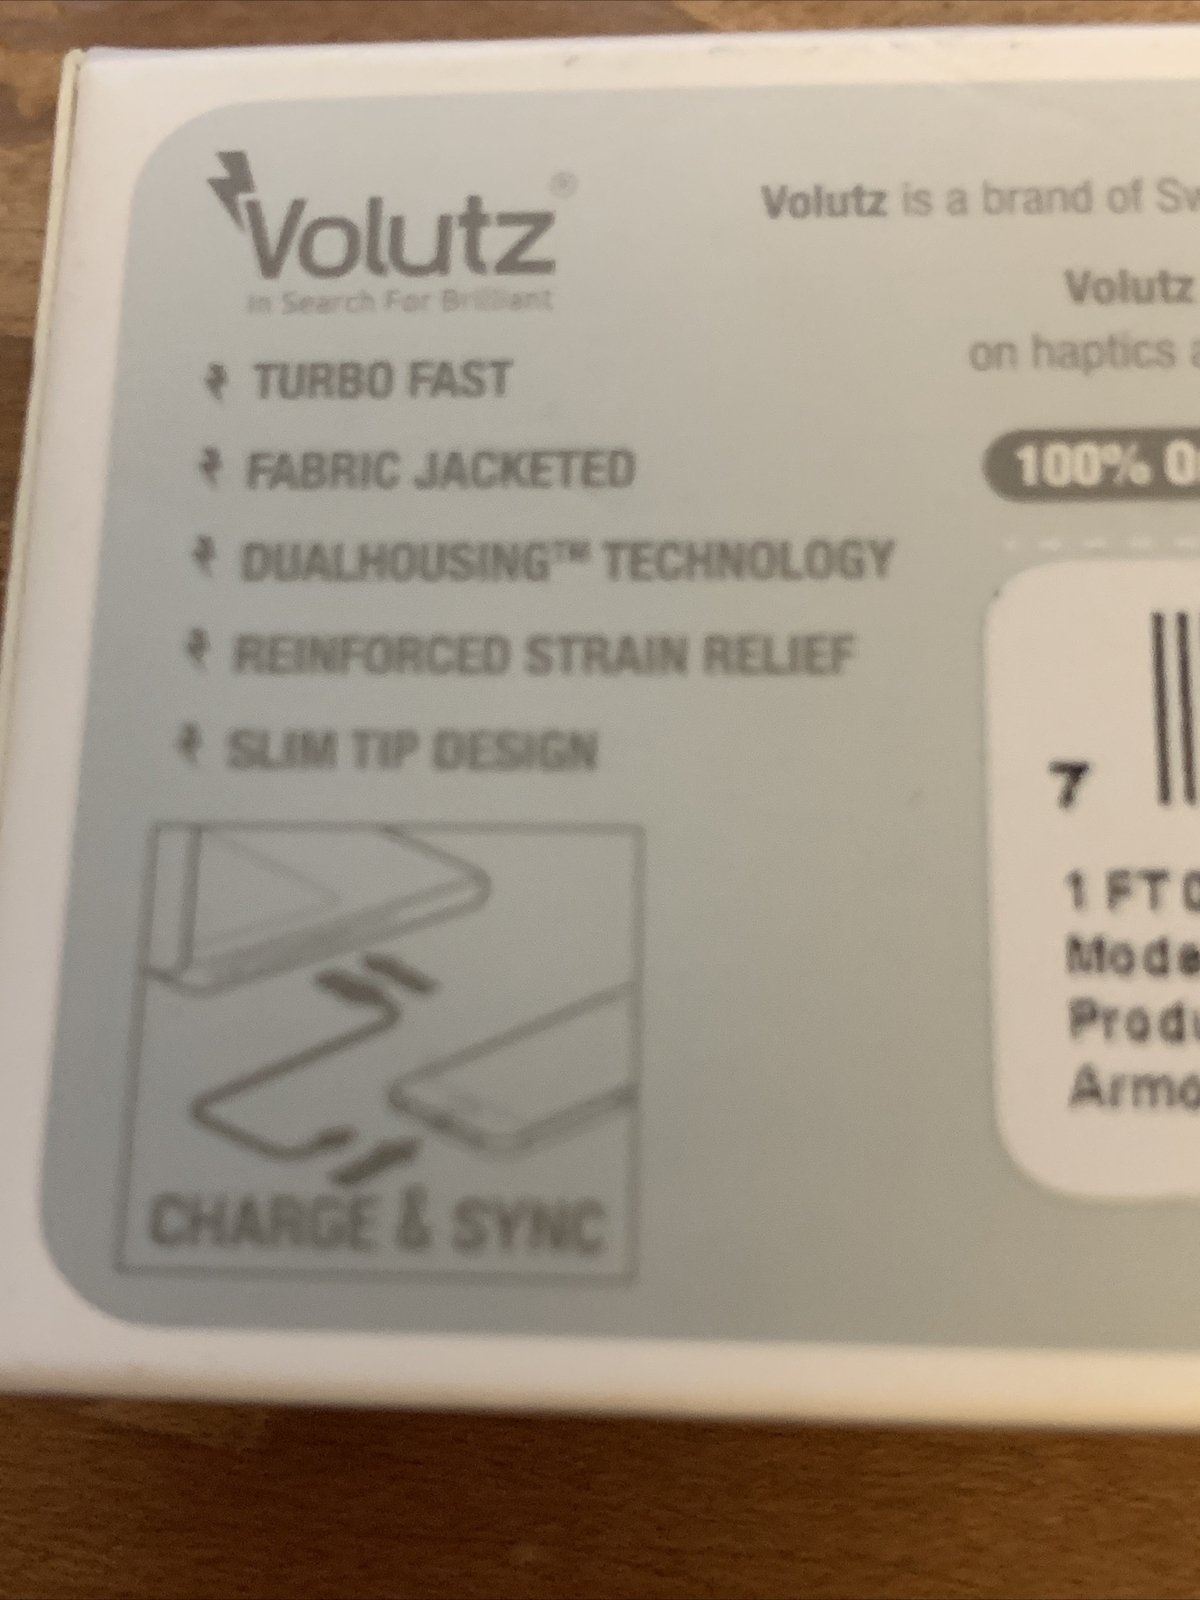 Volutz®
In Search For Brilliant
TURBO FAST
FABRIC JACKETED
DUALHOUSING™ TECHNOLOGY
REINFORCED STRAIN RELIEF
SLIM TIP DESIGN
CHARGE & SYNC
Volutz is a brand of Sw
Volutz
on haptics a
100%
7
1 FT
Mode
Produ
Armo